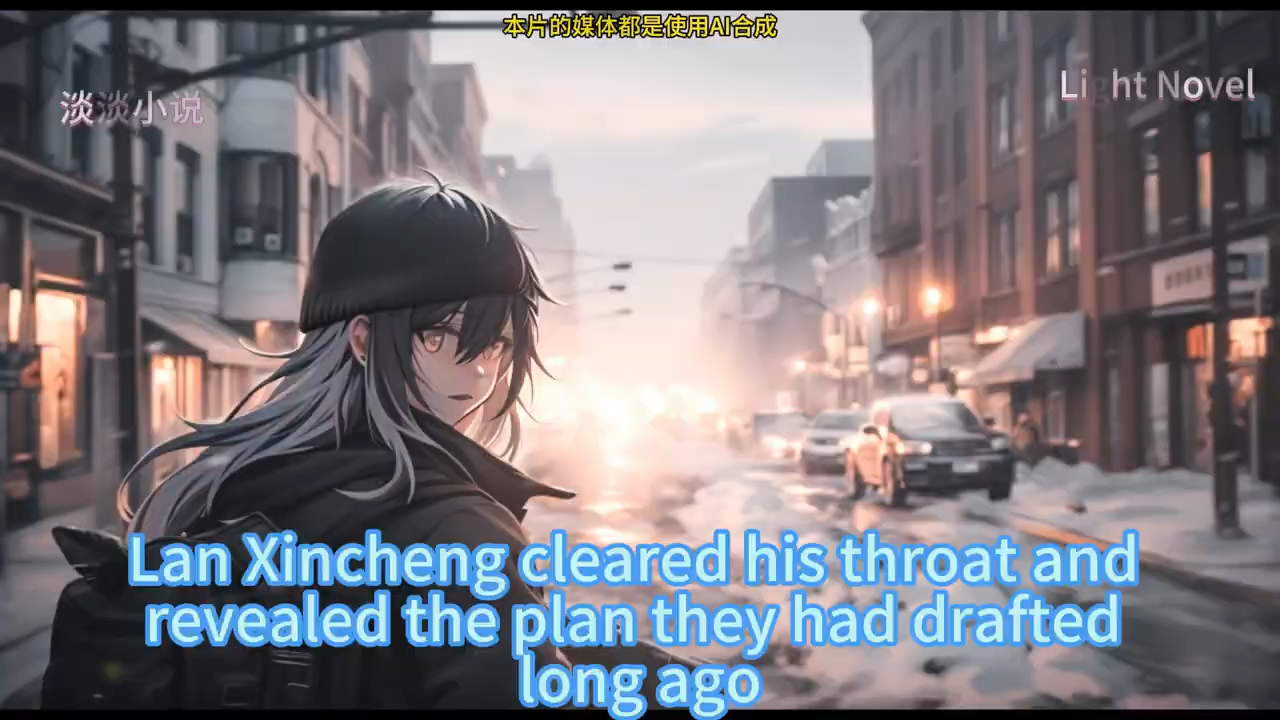 本片的媒体都是使用AI合成
淡淡小说
Light Novel
Lan Xincheng cleared his throat and
revealed the plan they had drafted
long ago